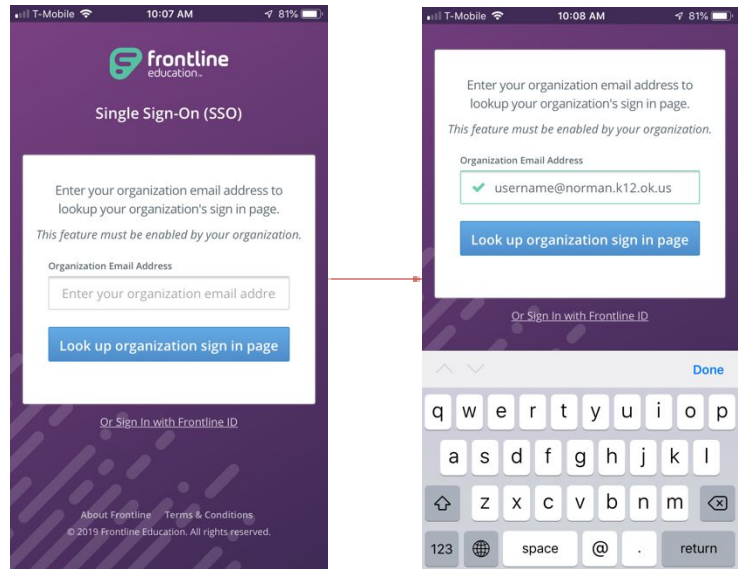 T-Mobile 10:07 AM 81%
frontline
education™
Single Sign-On (SSO)
Enter your organization email address to
lookup your organization's sign in page.
This feature must be enabled by your organization.
Organization Email Address
Enter your organization email addre
Look up organization sign in page
Or Sign In with Frontline ID
About Frontline Terms & Conditions
© 2019 Frontline Education. All rights reserved.
T-Mobile 10:08 AM 81%
Enter your organization email address to
lookup your organization's sign in page.
This feature must be enabled by your organization.
Organization Email Address
username@norman.k12.ok.us
Look up organization sign in page
Or Sign In with Frontline ID
Done
q w e r t y u i o p
a s d f g h j k l
z x c v b n m
123 space @ . return